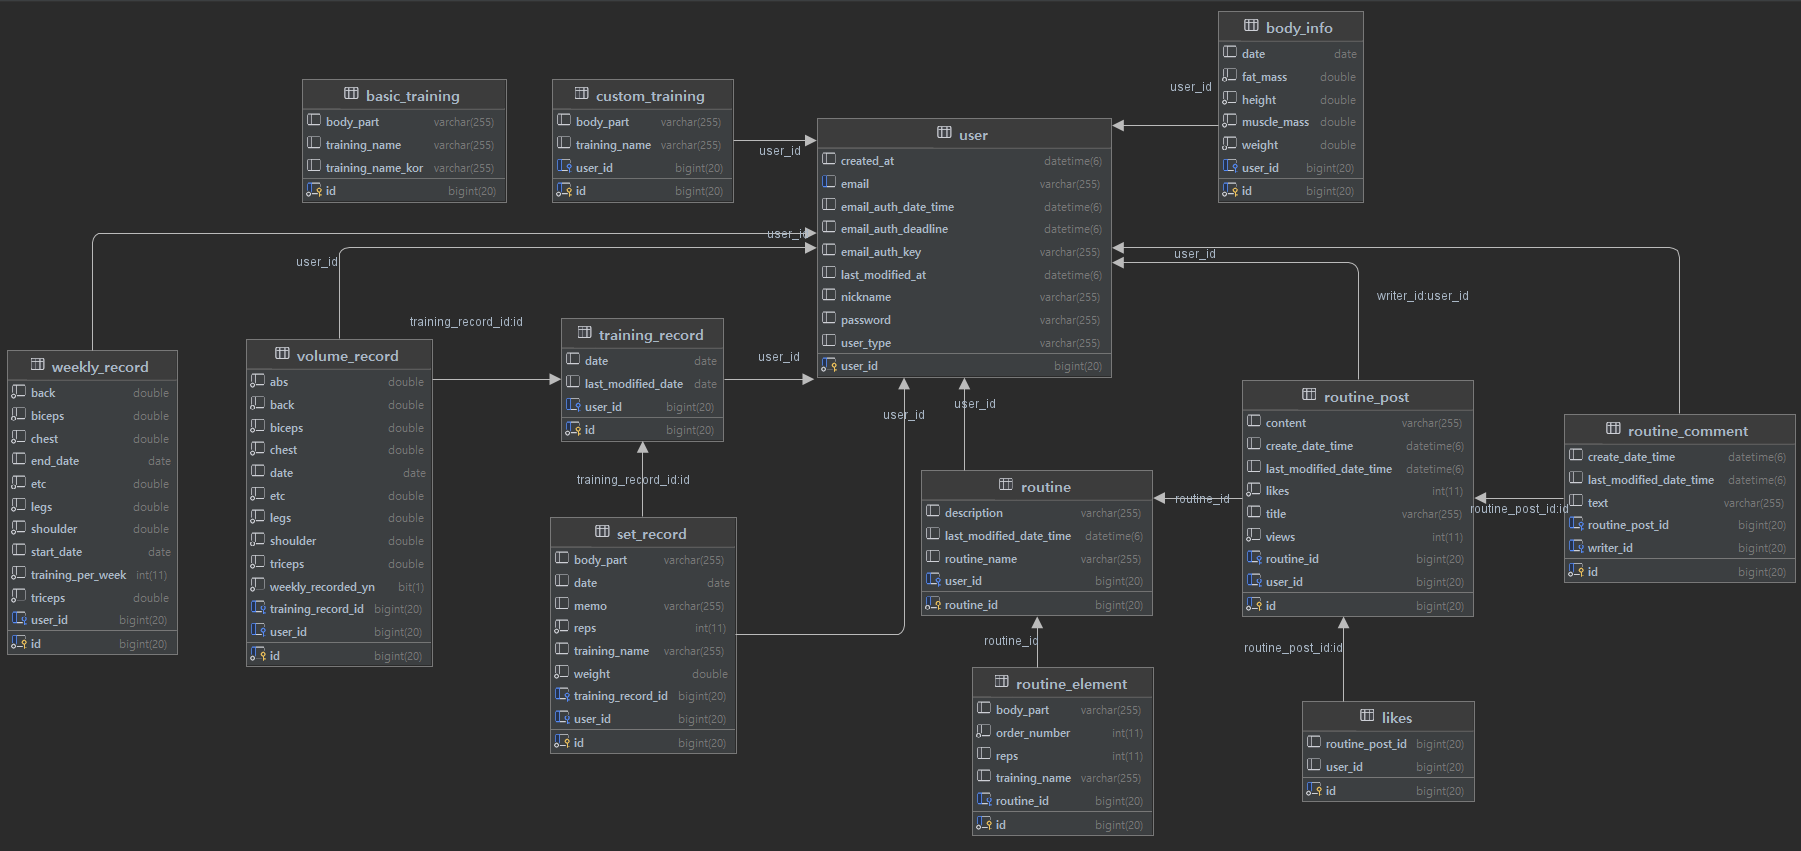 basic_training
body_part varchar(255)
training_name varchar(255)
training_name_kor varchar(255)
id bigint(20)
custom_training
body_part varchar(255)
training_name varchar(255)
user_id bigint(20)
id bigint(20)
user_id
user
created_at datetime(6)
email varchar(255)
email_auth_date_time datetime(6)
email_auth_deadline datetime(6)
email_auth_key varchar(255)
last_modified_at datetime(6)
nickname varchar(255)
password varchar(255)
user_type varchar(255)
user_id bigint(20)
body_info
date date
fat_mass double
height double
muscle_mass double
weight double
user_id bigint(20)
id bigint(20)
user_id
user_id
user_id
user_id
writer_id:user_id
training_record_id:id
user_id
weekly_record
back double
biceps double
chest double
end_date date
etc double
legs double
shoulder double
start_date date
training_per_week int(11)
triceps double
user_id bigint(20)
id bigint(20)
volume_record
abs double
back double
biceps double
chest double
date date
etc double
legs double
shoulder double
triceps double
weekly_recorded_yn bit(1)
training_record_id bigint(20)
user_id bigint(20)
id bigint(20)
training_record
date date
last_modified_date date
user_id bigint(20)
id bigint(20)
training_record_id:id
user_id
user_id
set_record
body_part varchar(255)
date date
memo varchar(255)
reps int(11)
training_name varchar(255)
weight double
training_record_id bigint(20)
user_id bigint(20)
id bigint(20)
routine
description varchar(255)
last_modified_date_time datetime(6)
routine_name varchar(255)
user_id bigint(20)
routine_id bigint(20)
routine_id
routine_id
routine_element
body_part varchar(255)
order_number int(11)
reps int(11)
training_name varchar(255)
routine_id bigint(20)
id bigint(20)
routine_post
content varchar(255)
create_date_time datetime(6)
last_modified_date_time datetime(6)
likes int(11)
title varchar(255)
views int(11)
routine_id bigint(20)
user_id bigint(20)
id bigint(20)
routine_post_id:id
routine_comment
create_date_time datetime(6)
last_modified_date_time datetime(6)
text varchar(255)
routine_post_id bigint(20)
writer_id bigint(20)
id bigint(20)
routine_post_id:id
likes
routine_post_id bigint(20)
user_id bigint(20)
id bigint(20)